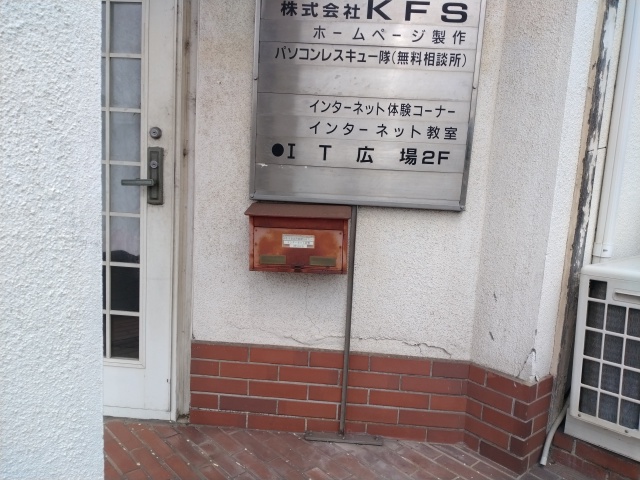 株式会社KFS
ホームページ製作
パソコンレスキュー隊(無料相談所)
インターネット体験コーナー
インターネット教室
●IT広場2F